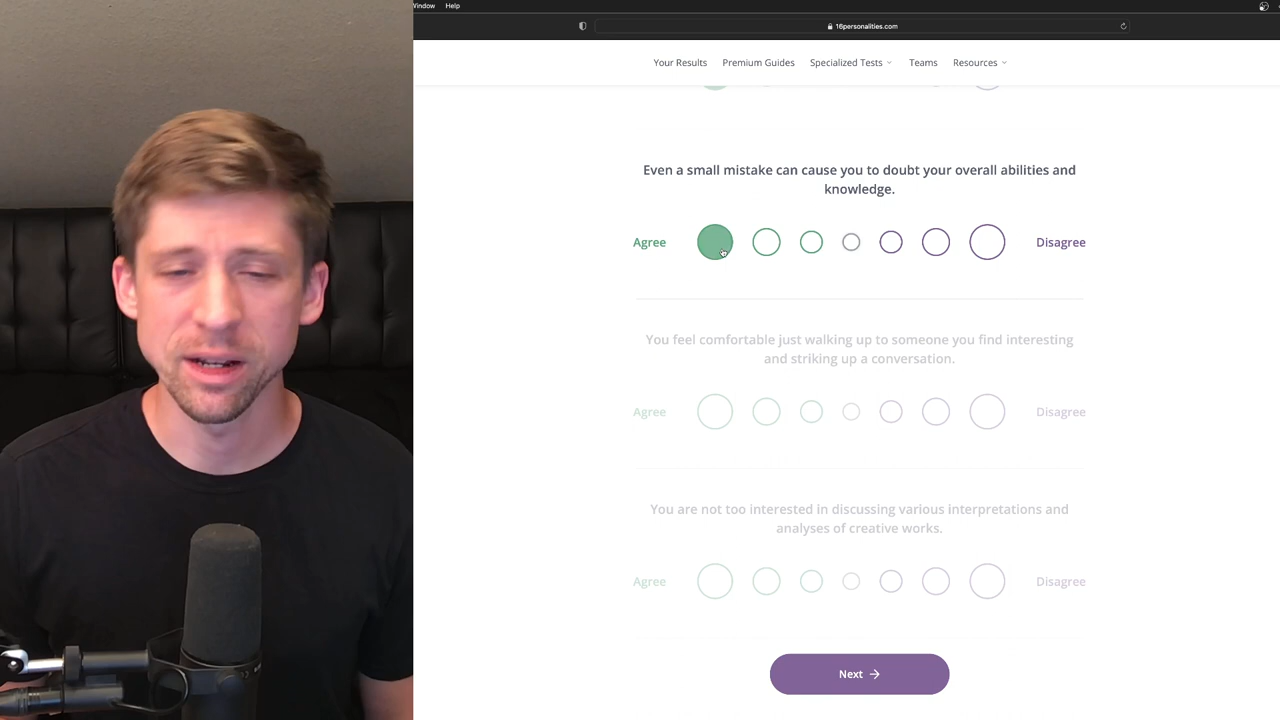 Window Help
16personalities.com
Your Results Premium Guides Specialized Tests Teams Resources
Even a small mistake can cause you to doubt your overall abilities and
knowledge.
Agree Disagree
You feel comfortable just walking up to someone you find interesting
and striking up a conversation.
Agree Disagree
You are not too interested in discussing various interpretations and
analyses of creative works.
Agree Disagree
Next →